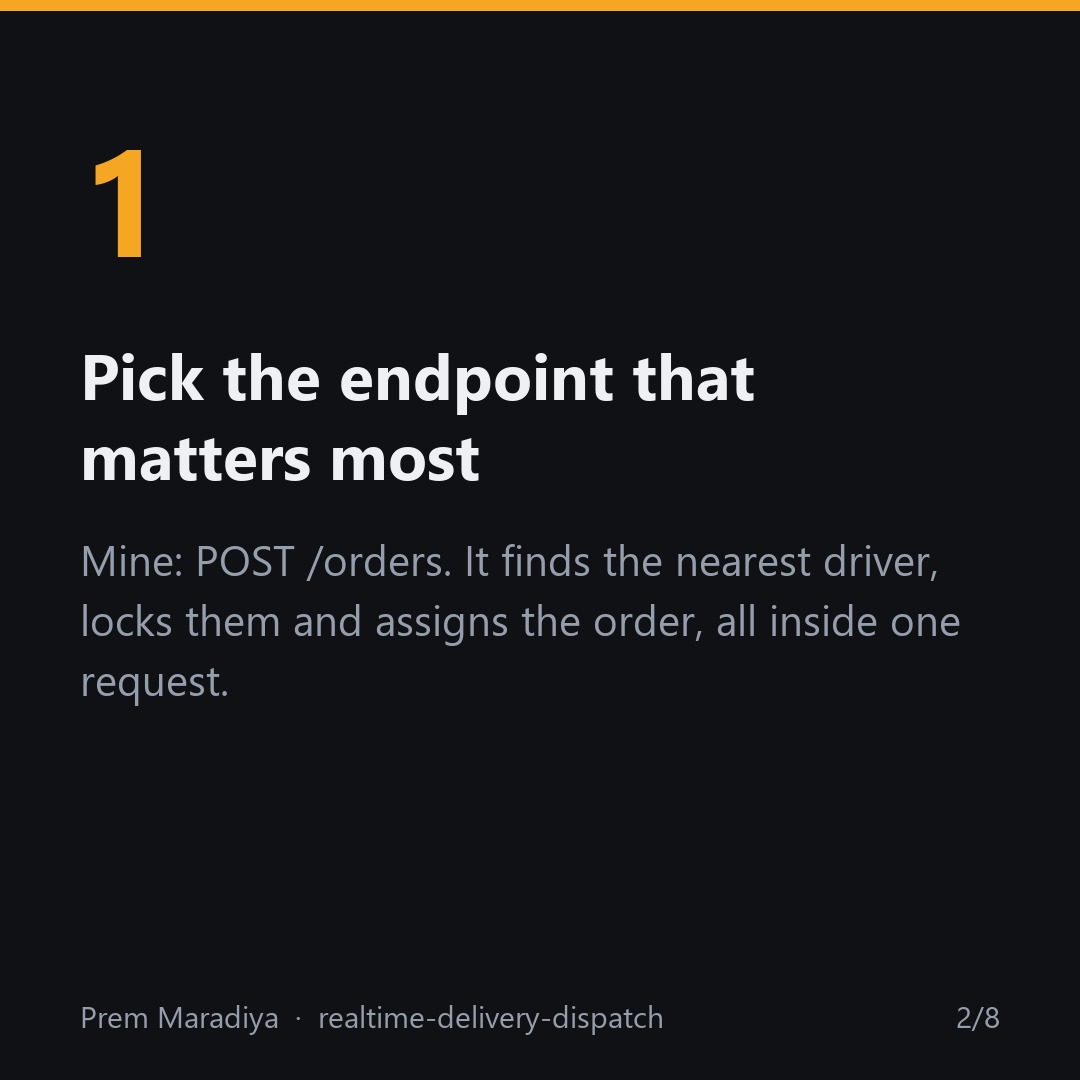 1
Pick the endpoint that
matters most
Mine: POST /orders. It finds the nearest driver,
locks them and assigns the order, all inside one
request.
Prem Maradiya · realtime-delivery-dispatch 2/8